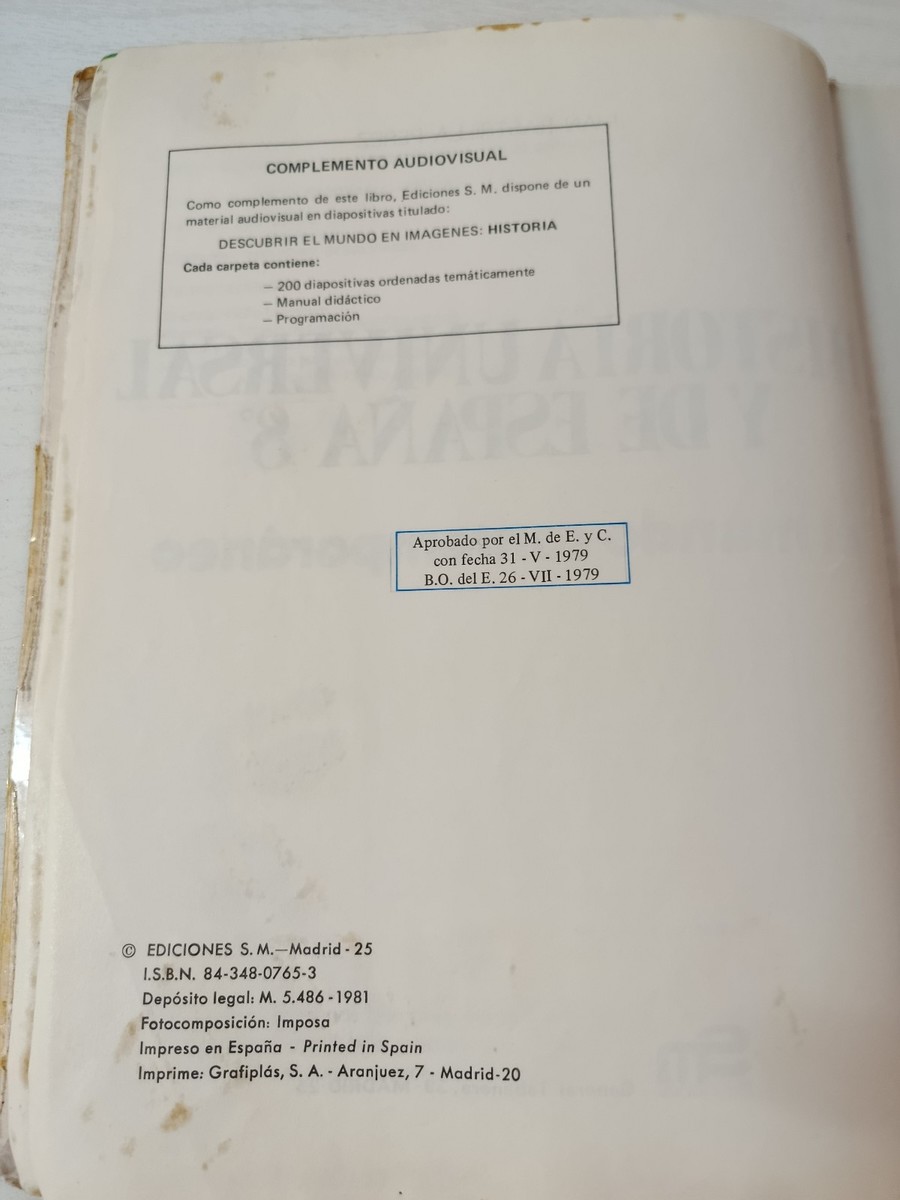 COMPLEMENTO AUDIOVISUAL
Como complemento de este libro, Ediciones S. M. dispone de un
material audiovisual en diapositivas titulado:
DESCUBRIR EL MUNDO EN IMAGENES: HISTORIA
Cada carpeta contiene:
— 200 diapositivas ordenadas temáticamente
— Manual didáctico
— Programación
Aprobado por el M. de E. y C.
con fecha 31 - V - 1979
B.O. del E. 26 - VII - 1979
© EDICIONES S. M.—Madrid - 25
I.S.B.N. 84-348-0765-3
Depósito legal: M. 5.486 - 1981
Fotocomposición: Imposa
Impreso en España - Printed in Spain
Imprime: Grafiplás, S. A. - Aranjuez, 7 - Madrid-20